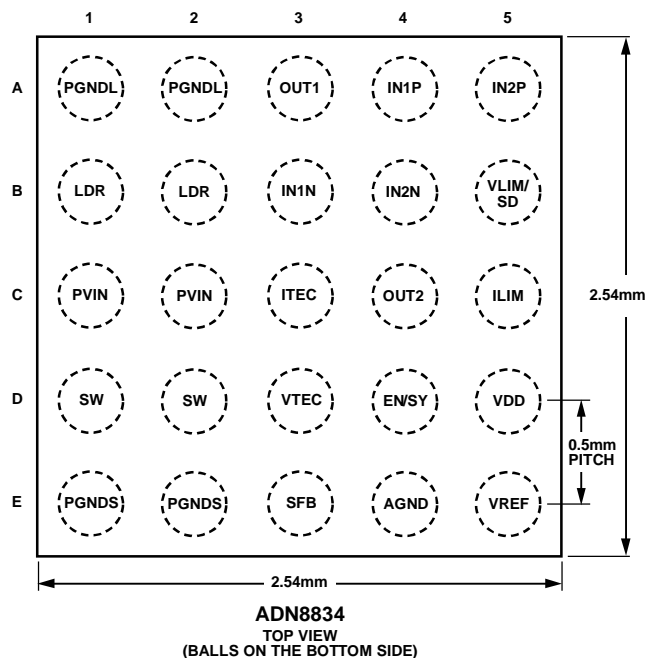 1 2 3 4 5
A PGNDL PGNDL OUT1 IN1P IN2P
B LDR LDR IN1N IN2N VLIM/
SD
C PVIN PVIN ITEC OUT2 ILIM
2.54mm
D SW SW VTEC EN/SY VDD
0.5mm
PITCH
E PGNDS PGNDS SFB AGND VREF
2.54mm
ADN8834
TOP VIEW
(BALLS ON THE BOTTOM SIDE)